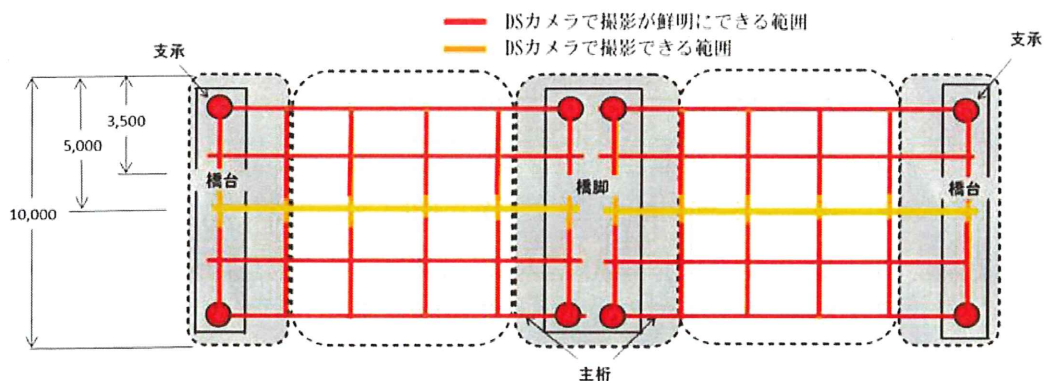 DSカメラで撮影が鮮明にできる範囲
DSカメラで撮影できる範囲
支承
支承
3,500
5,000
10,000
橋台
橋脚
橋台
主桁